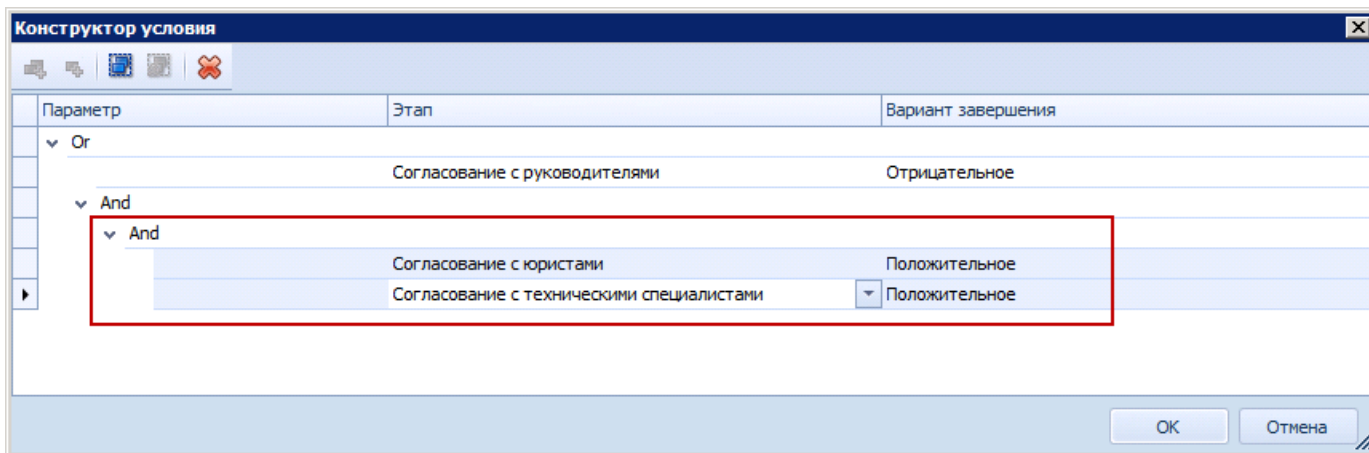 Конструктор условия
Параметр Этап Вариант завершения
Or
Согласование с руководителями Отрицательное
And
And
Согласование с юристами Положительное
Согласование с техническими специалистами Положительное
OK Отмена